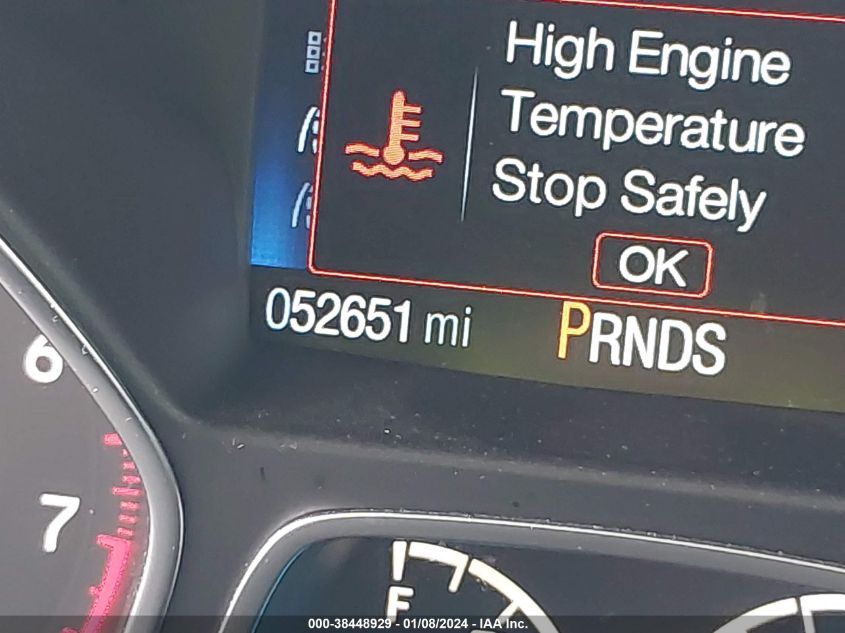 High Engine
Temperature
Stop Safely
OK
052651 mi PRNDS
6
7
F
000-38448929 - 01/08/2024 - IAA Inc.